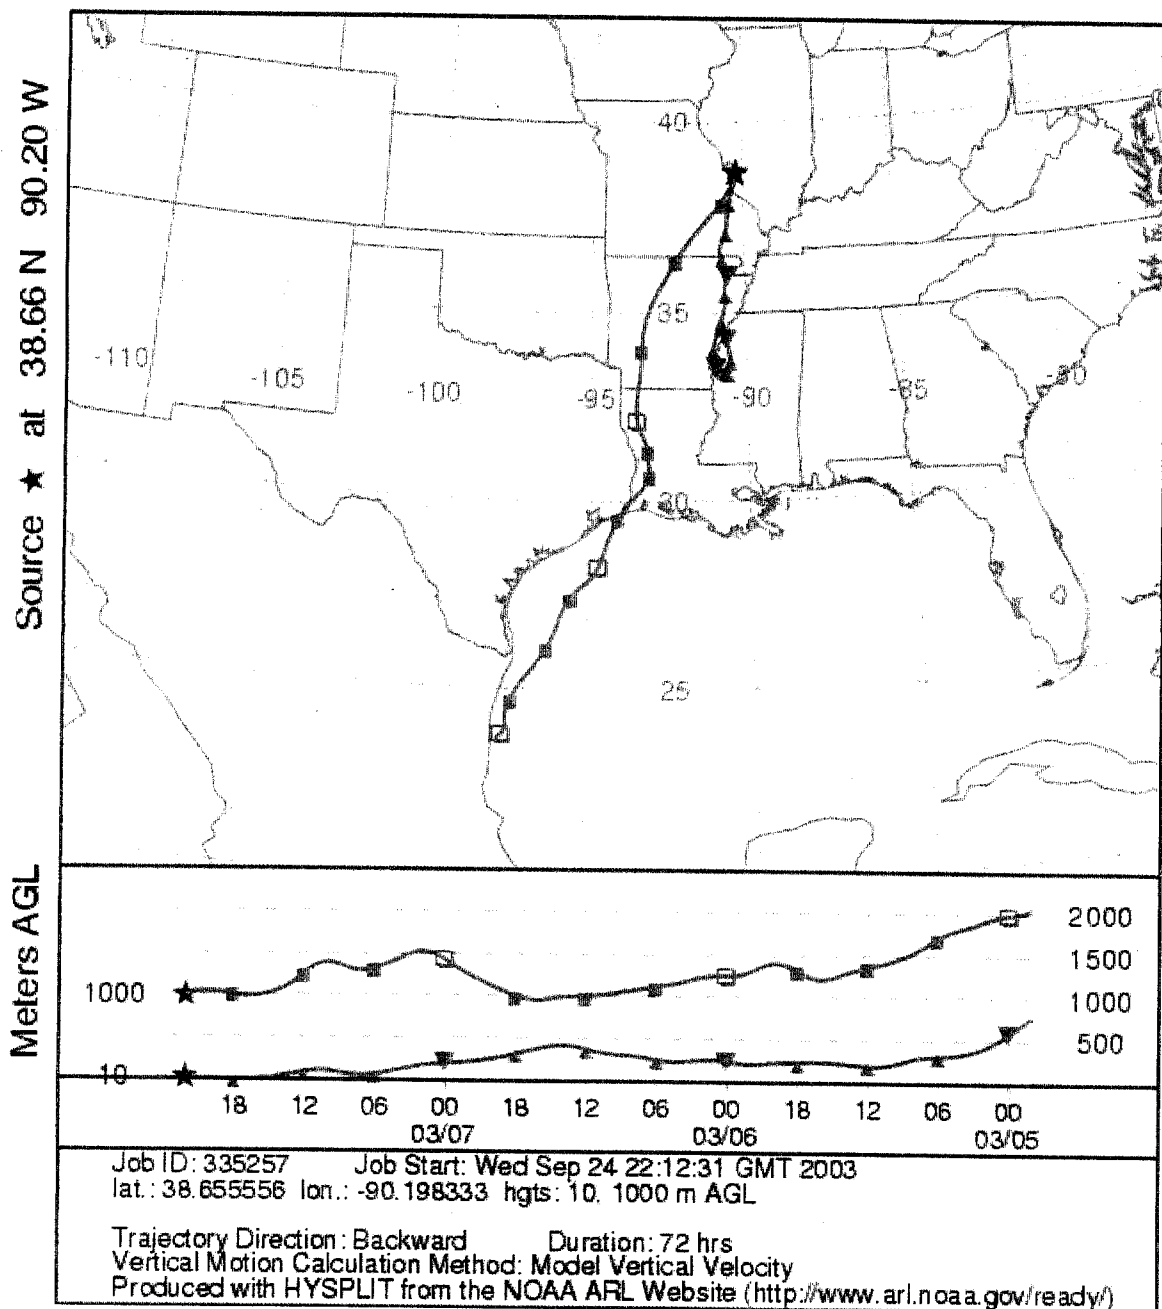 Source ★ at 38.66 N 90.20 W
40
35
-110
-105
-100
-95
-90
-85
-80
30
25
Meters AGL
2000
1500
1000
1000
500
10
18 12 06 00 18 12 06 00 18 12 06 00
03/07 03/06 03/05
Job ID: 335257 Job Start: Wed Sep 24 22:12:31 GMT 2003
lat.: 38.655556 lon.: -90.198333 hgts: 10, 1000 m AGL
Trajectory Direction: Backward Duration: 72 hrs
Vertical Motion Calculation Method: Model Vertical Velocity
Produced with HYSPLIT from the NOAA ARL Website (http://www.arl.noaa.gov/ready/)